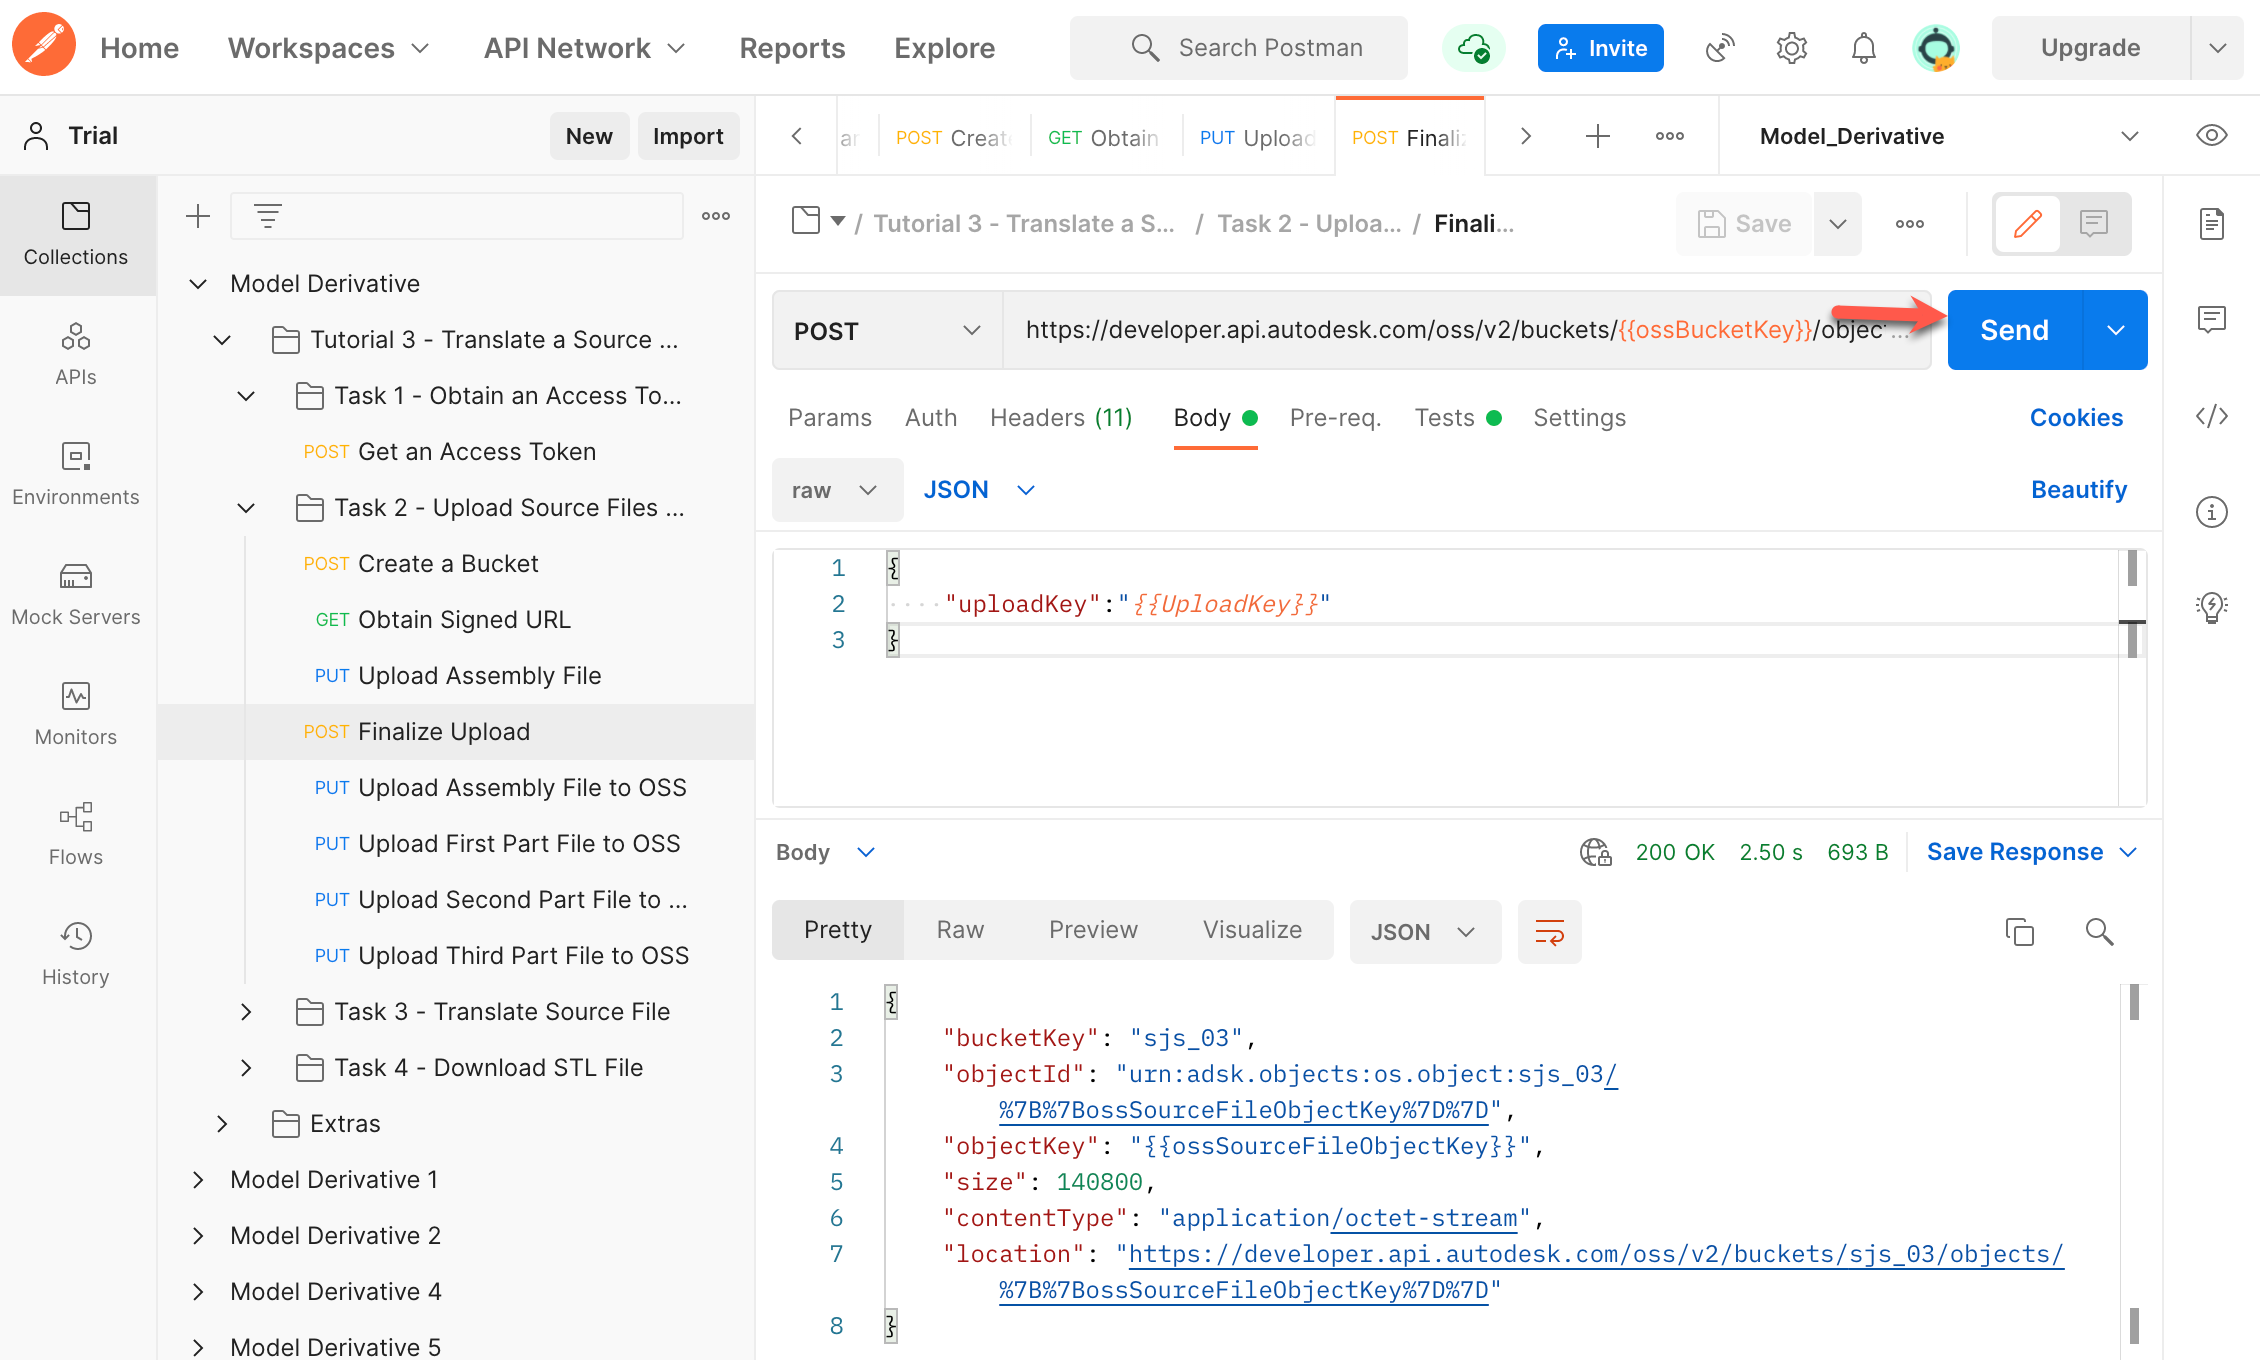 Home
Workspaces
API Network
Reports
Explore
Search Postman
Invite
Upgrade
Trial
New
Import
POST Creat
GET Obtain
PUT Upload
POST Finali
Model_Derivative
Collections
APIs
Environments
Mock Servers
Monitors
Flows
History
Model Derivative
Tutorial 3 - Translate a Source ...
Task 1 - Obtain an Access To...
POST Get an Access Token
Task 2 - Upload Source Files ...
POST Create a Bucket
GET Obtain Signed URL
PUT Upload Assembly File
POST Finalize Upload
PUT Upload Assembly File to OSS
PUT Upload First Part File to OSS
PUT Upload Second Part File to ...
PUT Upload Third Part File to OSS
Task 3 - Translate Source File
Task 4 - Download STL File
Extras
Model Derivative 1
Model Derivative 2
Model Derivative 4
Model Derivative 5
/ Tutorial 3 - Translate a S... / Task 2 - Uploa... / Finali...
Save
POST
https://developer.api.autodesk.com/oss/v2/buckets/{{ossBucketKey}}/objec ...
Send
Params
Auth
Headers (11)
Body
Pre-req.
Tests
Settings
Cookies
raw
JSON
Beautify
1 {
2 "uploadKey":"{{UploadKey}}"
3 }
Body
200 OK
2.50 s
693 B
Save Response
Pretty
Raw
Preview
Visualize
JSON
1 {
2 "bucketKey": "sjs_03",
3 "objectId": "urn:adsk.objects:os.object:sjs_03/
%7B%7BossSourceFileObjectKey%7D%7D",
4 "objectKey": "{{ossSourceFileObjectKey}}",
5 "size": 140800,
6 "contentType": "application/octet-stream",
7 "location": "https://developer.api.autodesk.com/oss/v2/buckets/sjs_03/objects/
%7B%7BossSourceFileObjectKey%7D%7D"
8 }